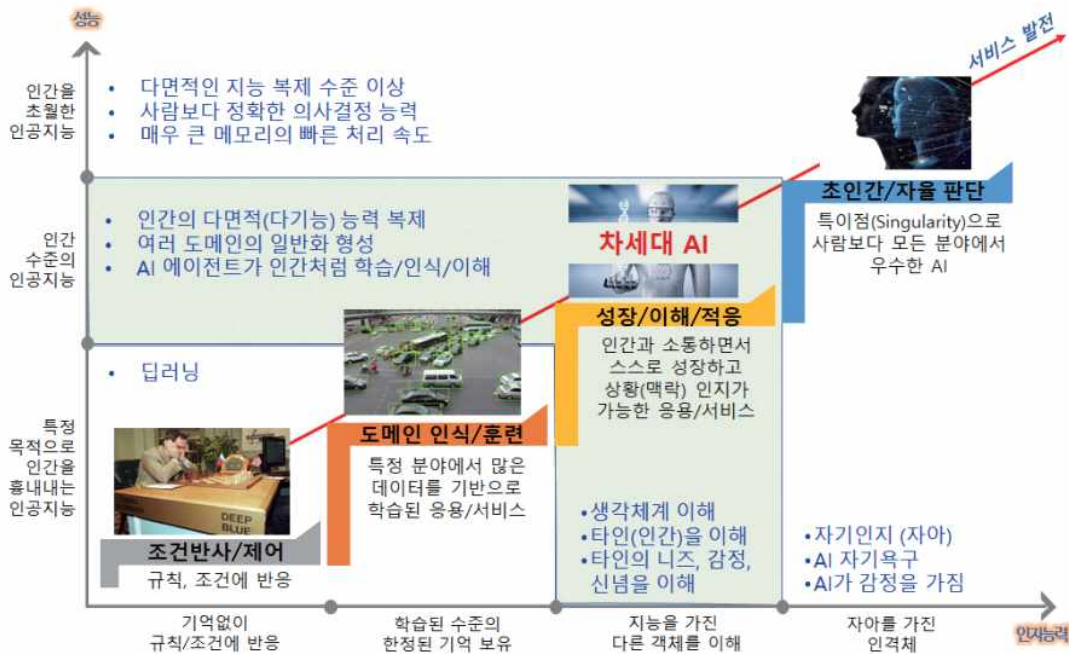 성능
서비스 발전
인간을
초월한
인공지능
• 다면적인 지능 복제 수준 이상
• 사람보다 정확한 의사결정 능력
• 매우 큰 메모리의 빠른 처리 속도
초인간/자율 판단
특이점(Singularity)으로
사람보다 모든 분야에서
우수한 AI
인간
수준의
인공지능
• 인간의 다면적(다기능) 능력 복제
• 여러 도메인의 일반화 형성
• AI 에이전트가 인간처럼 학습/인식/이해
차세대 AI
성장/이해/적응
인간과 소통하면서
스스로 성장하고
상황(맥락) 인지가
가능한 응용/서비스
• 딥러닝
특정
목적으로
인간을
흉내내는
인공지능
도메인 인식/훈련
특정 분야에서 많은
데이터를 기반으로
학습된 응용/서비스
DEEP
BLUE
조건반사/제어
규칙, 조건에 반응
•생각체계 이해
•타인(인간)을 이해
•타인의 니즈, 감정,
신념을 이해
•자기인지 (자아)
•AI 자기욕구
•AI가 감정을 가짐
기억없이
규칙/조건에 반응
학습된 수준의
한정된 기억 보유
지능을 가진
다른 객체를 이해
자아를 가진
인격체
인지능력